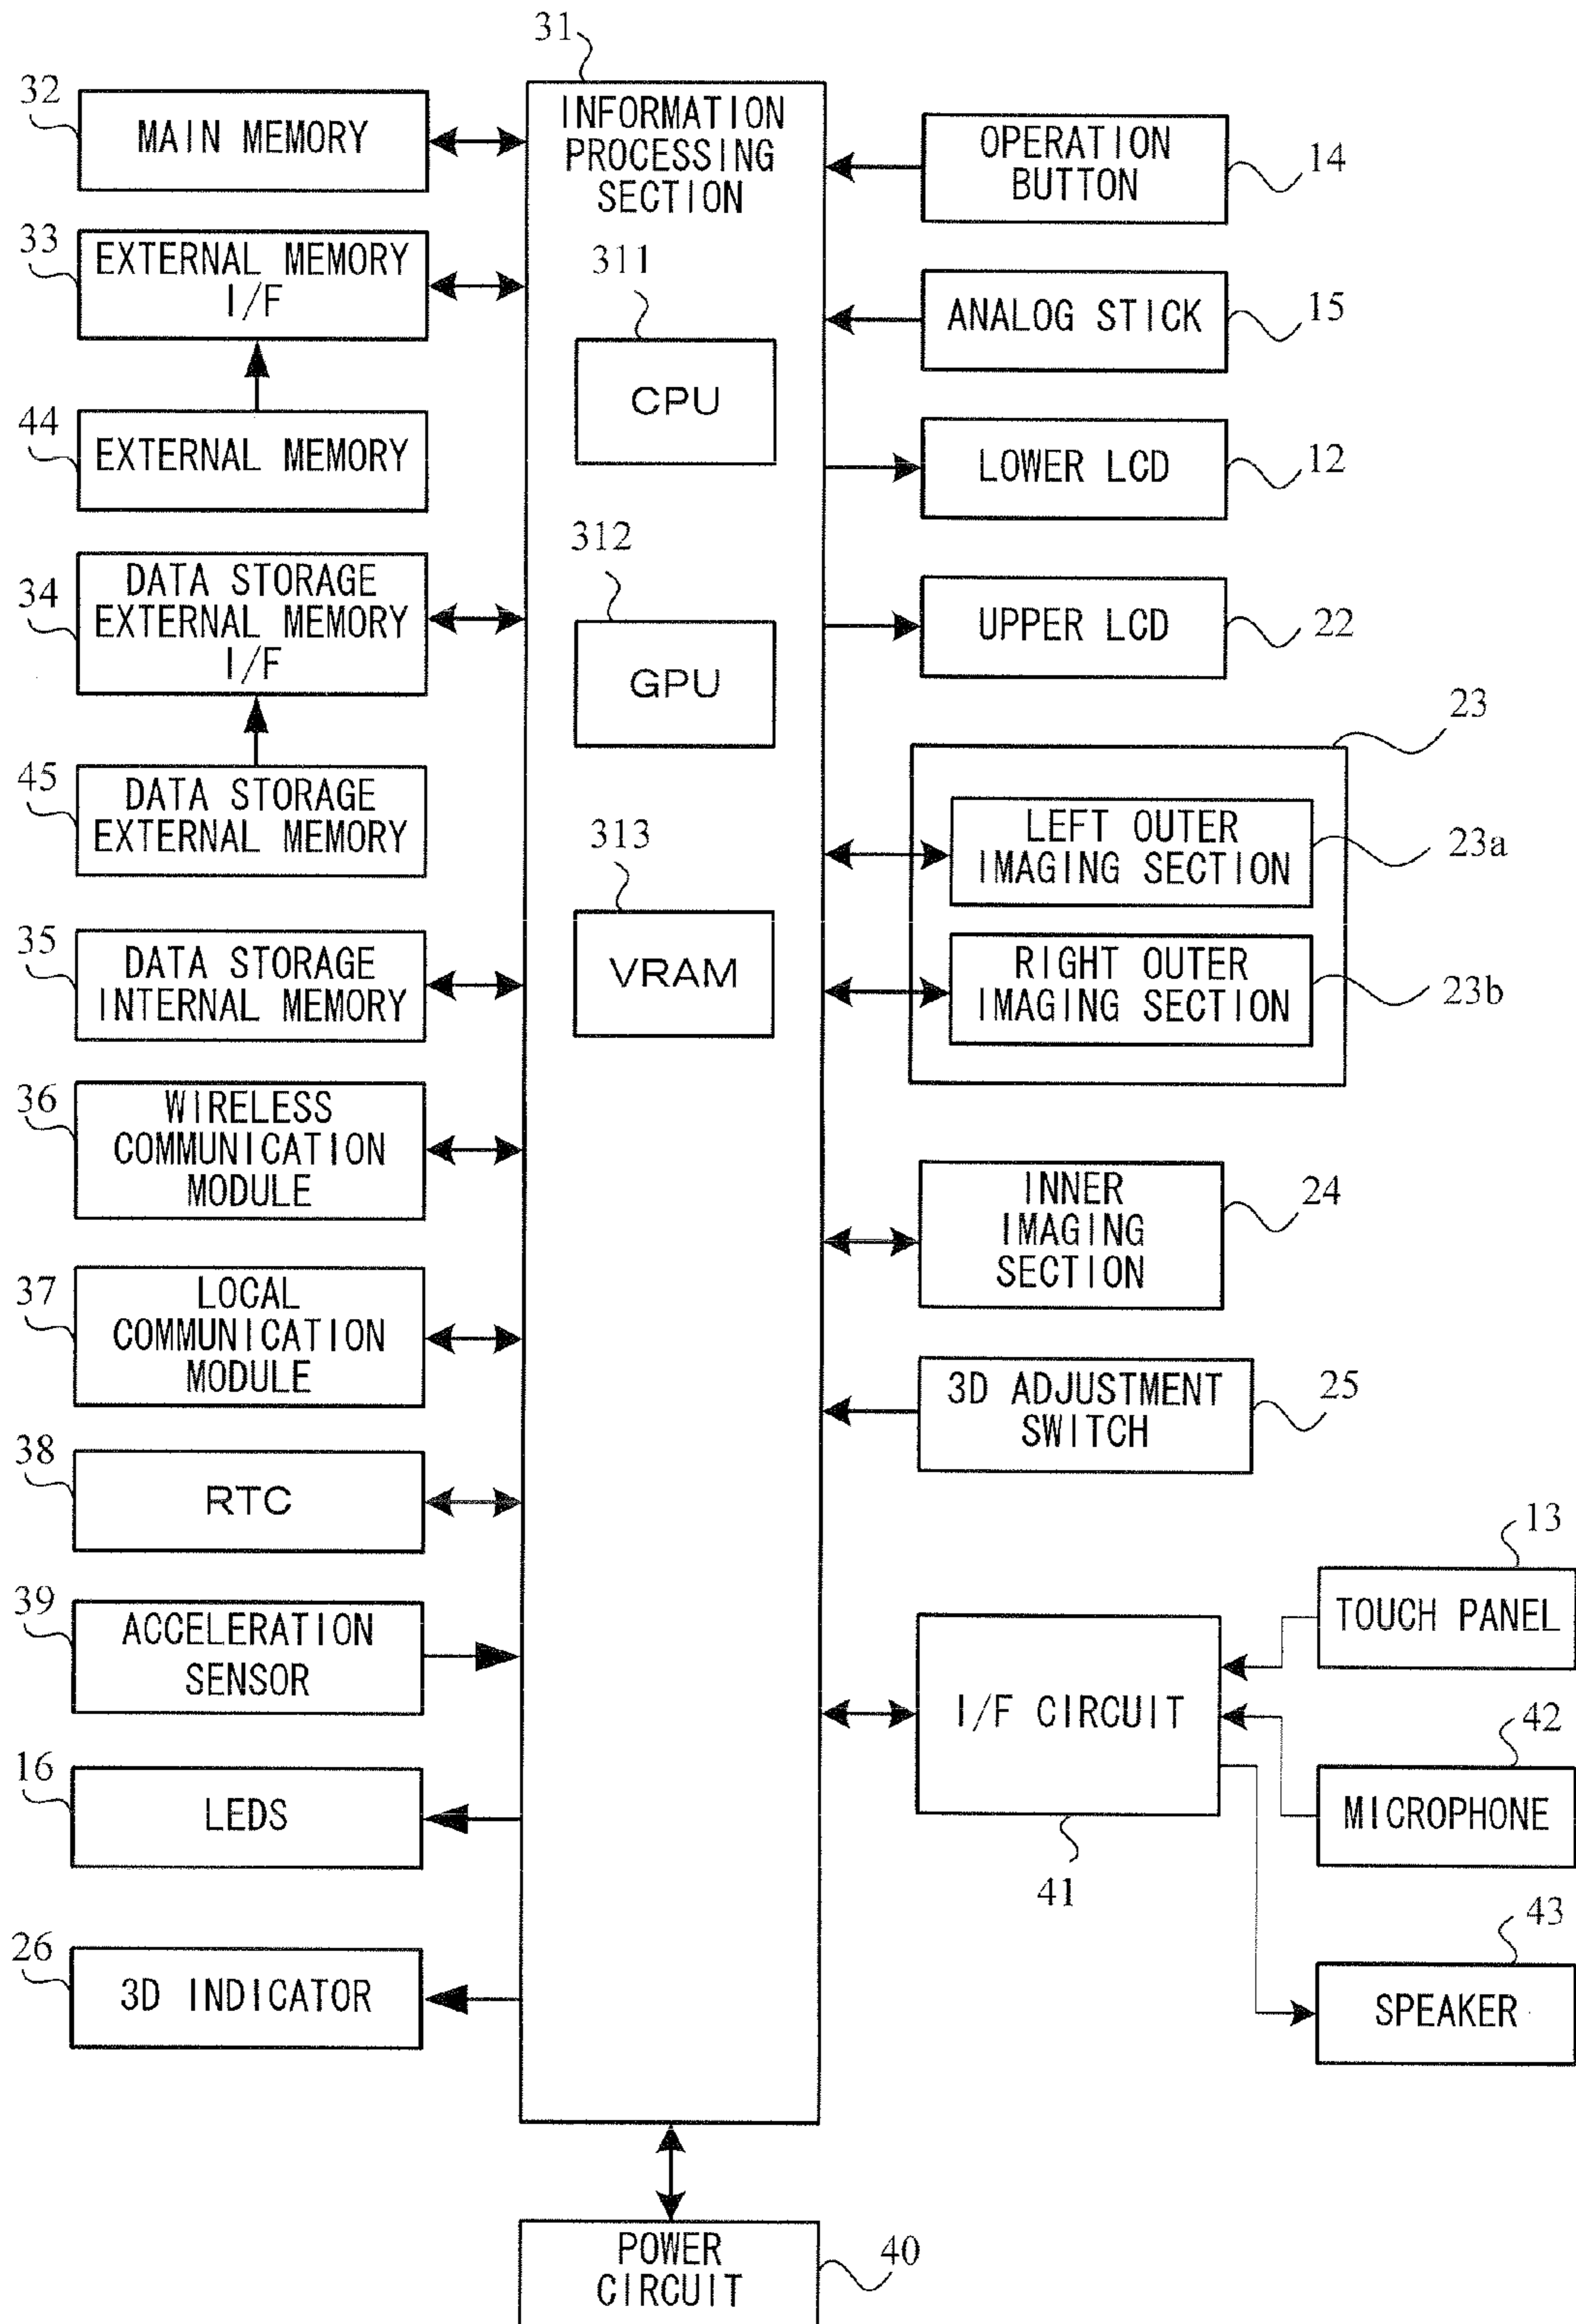 31
INFORMATION
PROCESSING
SECTION
311
CPU
312
GPU
313
VRAM
32
MAIN MEMORY
33
EXTERNAL MEMORY
I/F
44
EXTERNAL MEMORY
34
DATA STORAGE
EXTERNAL MEMORY
I/F
45
DATA STORAGE
EXTERNAL MEMORY
35
DATA STORAGE
INTERNAL MEMORY
36
WIRELESS
COMMUNICATION
MODULE
37
LOCAL
COMMUNICATION
MODULE
38
RTC
39
ACCELERATION
SENSOR
16
LEDS
26
3D INDICATOR
OPERATION
BUTTON
14
ANALOG STICK
15
LOWER LCD
12
UPPER LCD
22
23
LEFT OUTER
IMAGING SECTION
23a
RIGHT OUTER
IMAGING SECTION
23b
INNER
IMAGING
SECTION
24
3D ADJUSTMENT
SWITCH
25
13
TOUCH PANEL
I/F CIRCUIT
41
42
MICROPHONE
43
SPEAKER
POWER
CIRCUIT
40